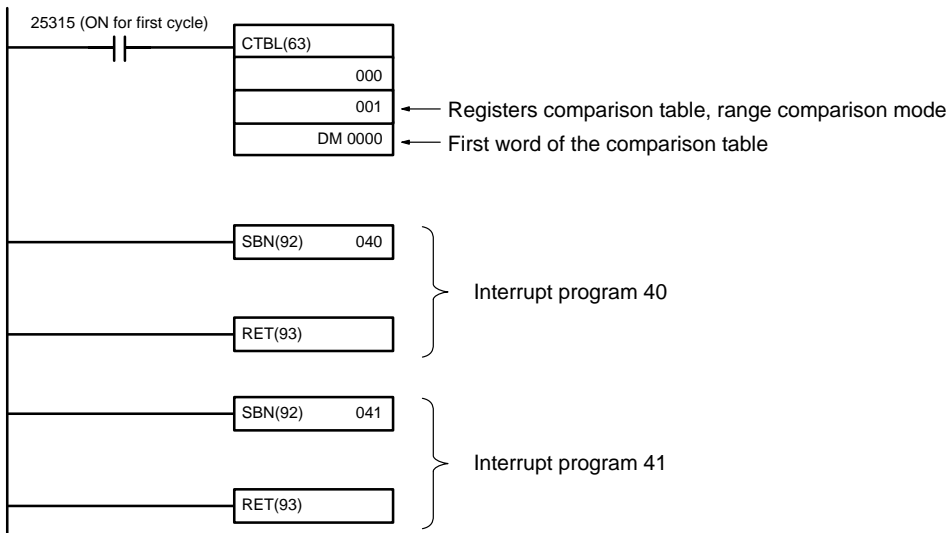 25315 (ON for first cycle)
CTBL(63)
000
001
Registers comparison table, range comparison mode
DM 0000
First word of the comparison table
SBN(92) 040
Interrupt program 40
RET(93)
SBN(92) 041
Interrupt program 41
RET(93)